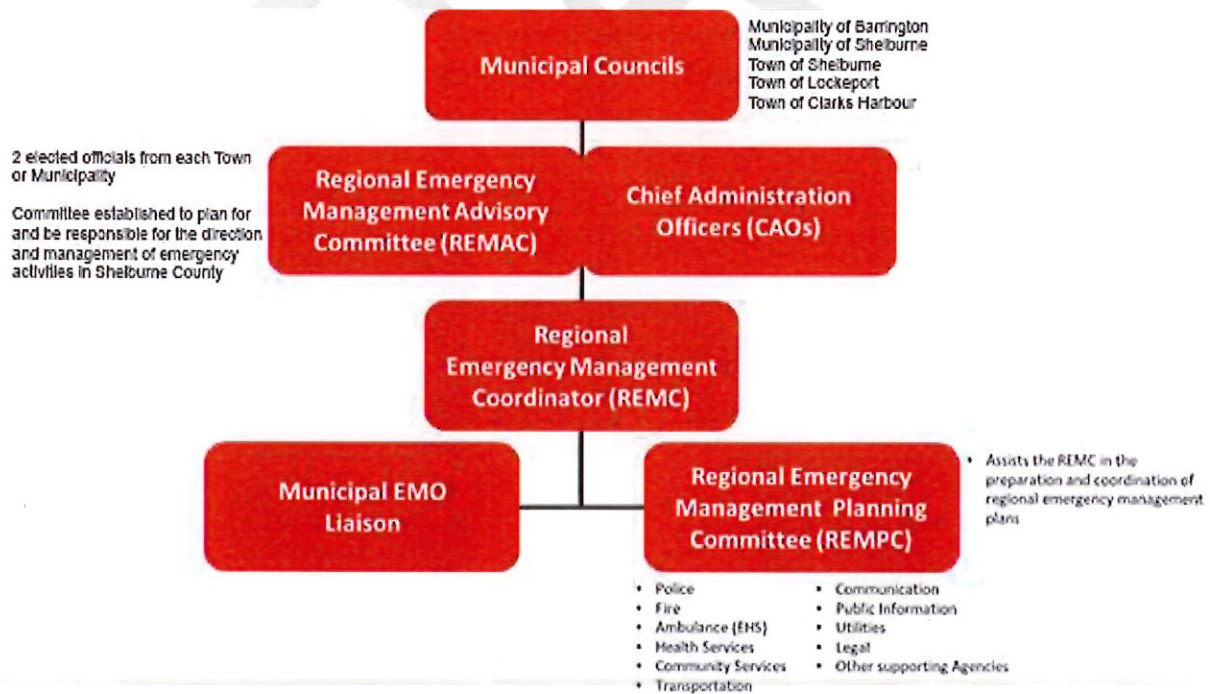 Municipal Councils
Municipality of Barrington
Municipality of Shelburne
Town of Shelburne
Town of Lockeport
Town of Clarks Harbour
2 elected officials from each Town
or Municipality
Committee established to plan for
and be responsible for the direction
and management of emergency
activities in Shelburne County
Regional Emergency
Management Advisory
Committee (REMAC)
Chief Administration
Officers (CAOs)
Regional
Emergency Management
Coordinator (REMC)
Municipal EMO
Liaison
Regional Emergency
Management Planning
Committee (REMPC)
• Assists the REMC in the
preparation and coordination of
regional emergency management
plans
• Police
• Fire
• Ambulance (EHS)
• Health Services
• Community Services
• Transportation
• Communication
• Public Information
• Utilities
• Legal
• Other supporting Agencies